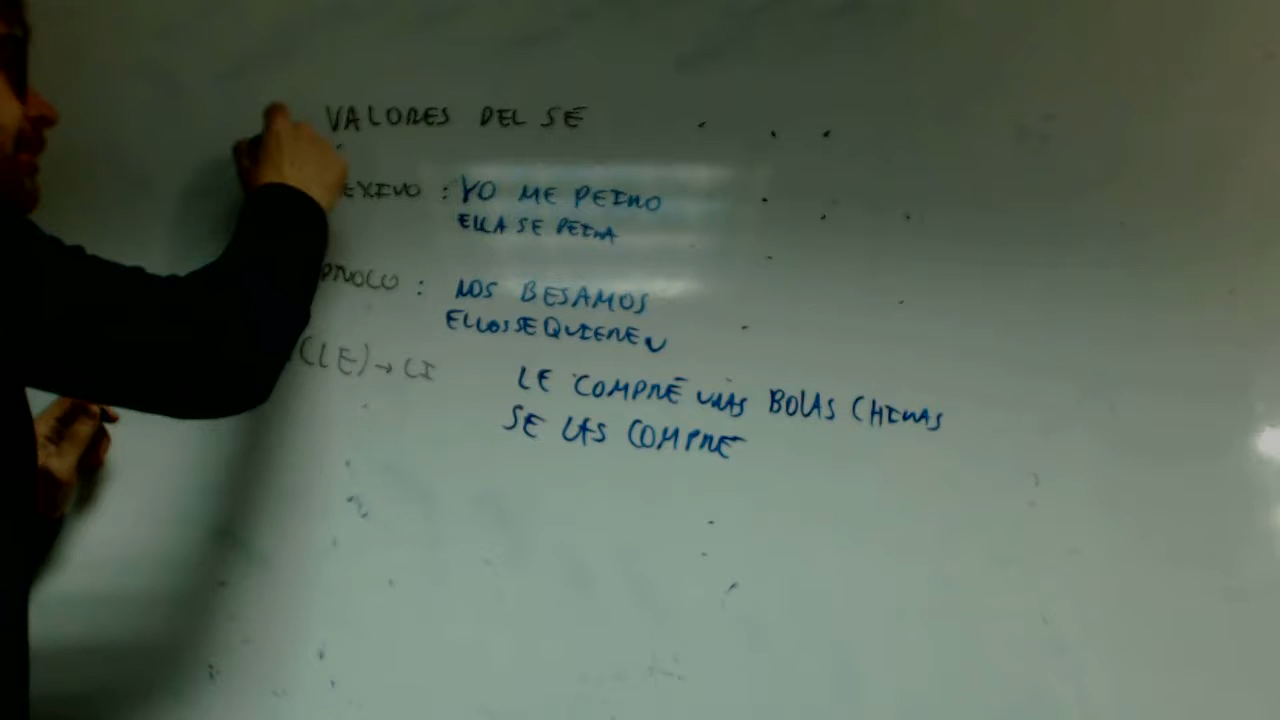 VALORES DEL SE
EXIVO : YO ME PEINO
ELLA SE PEINA
PROCO : NOS BESAMOS
ELLOS SE QUIEREN
(LE) → CI
LE COMPRÉ UNAS BOLAS CHINAS
SE LAS COMPRÉ